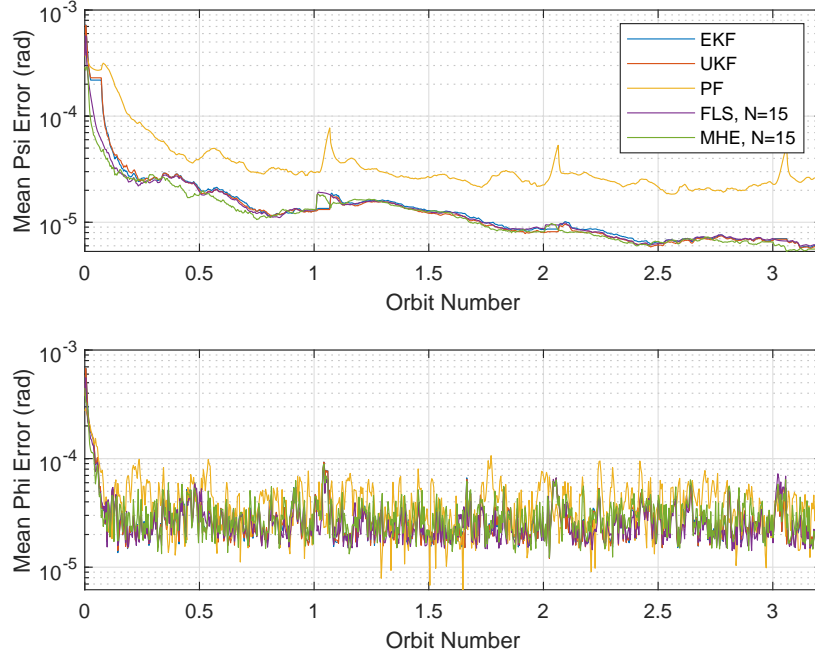 10^-3
10^-4
10^-5
Mean Psi Error (rad)
EKF
UKF
PF
FLS, N=15
MHE, N=15
0 0.5 1 1.5 2 2.5 3
Orbit Number
10^-3
10^-4
10^-5
Mean Phi Error (rad)
0 0.5 1 1.5 2 2.5 3
Orbit Number